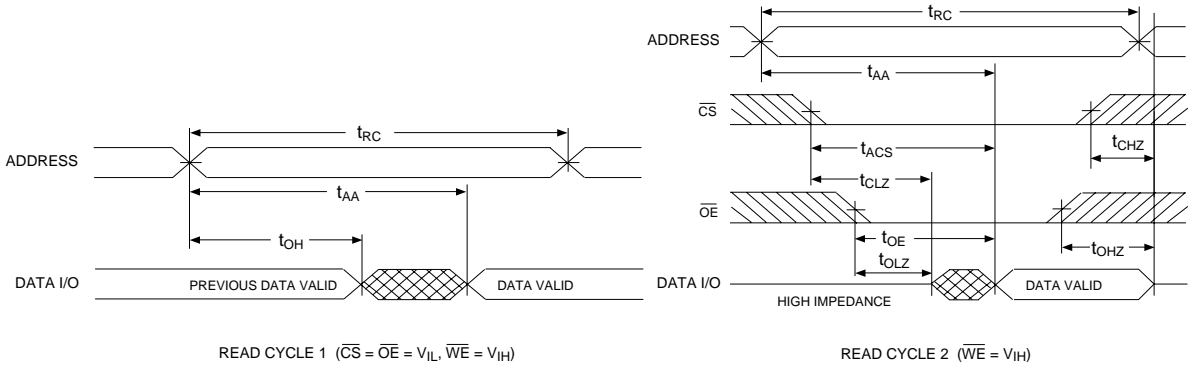 tRC
ADDRESS
tAA
tOH
DATA I/O
PREVIOUS DATA VALID
DATA VALID
READ CYCLE 1 (CS = OE = VIL, WE = VIH)
tRC
ADDRESS
tAA
CS
tCHZ
tACS
tCLZ
OE
tOE
tOHZ
tOLZ
DATA I/O
HIGH IMPEDANCE
DATA VALID
READ CYCLE 2 (WE = VIH)